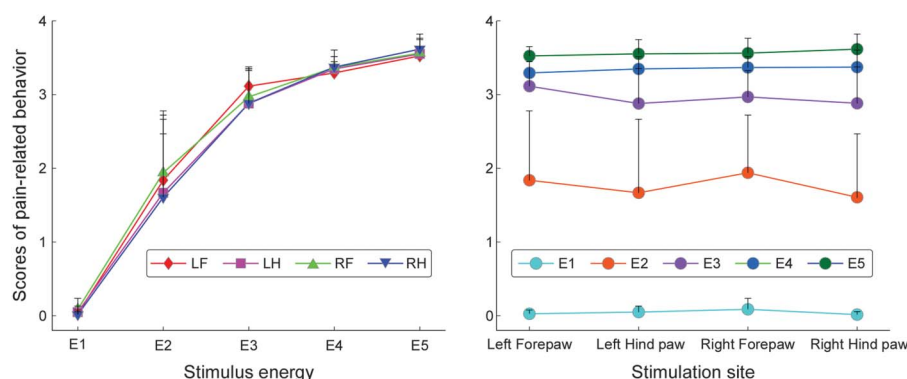 Scores of pain-related behavior
4
3
2
1
0
LF LH RF RH
E1 E2 E3 E4 E5
Stimulus energy
4
3
2
1
0
E1 E2 E3 E4 E5
Left Forepaw Left Hind paw Right Forepaw Right Hind paw
Stimulation site